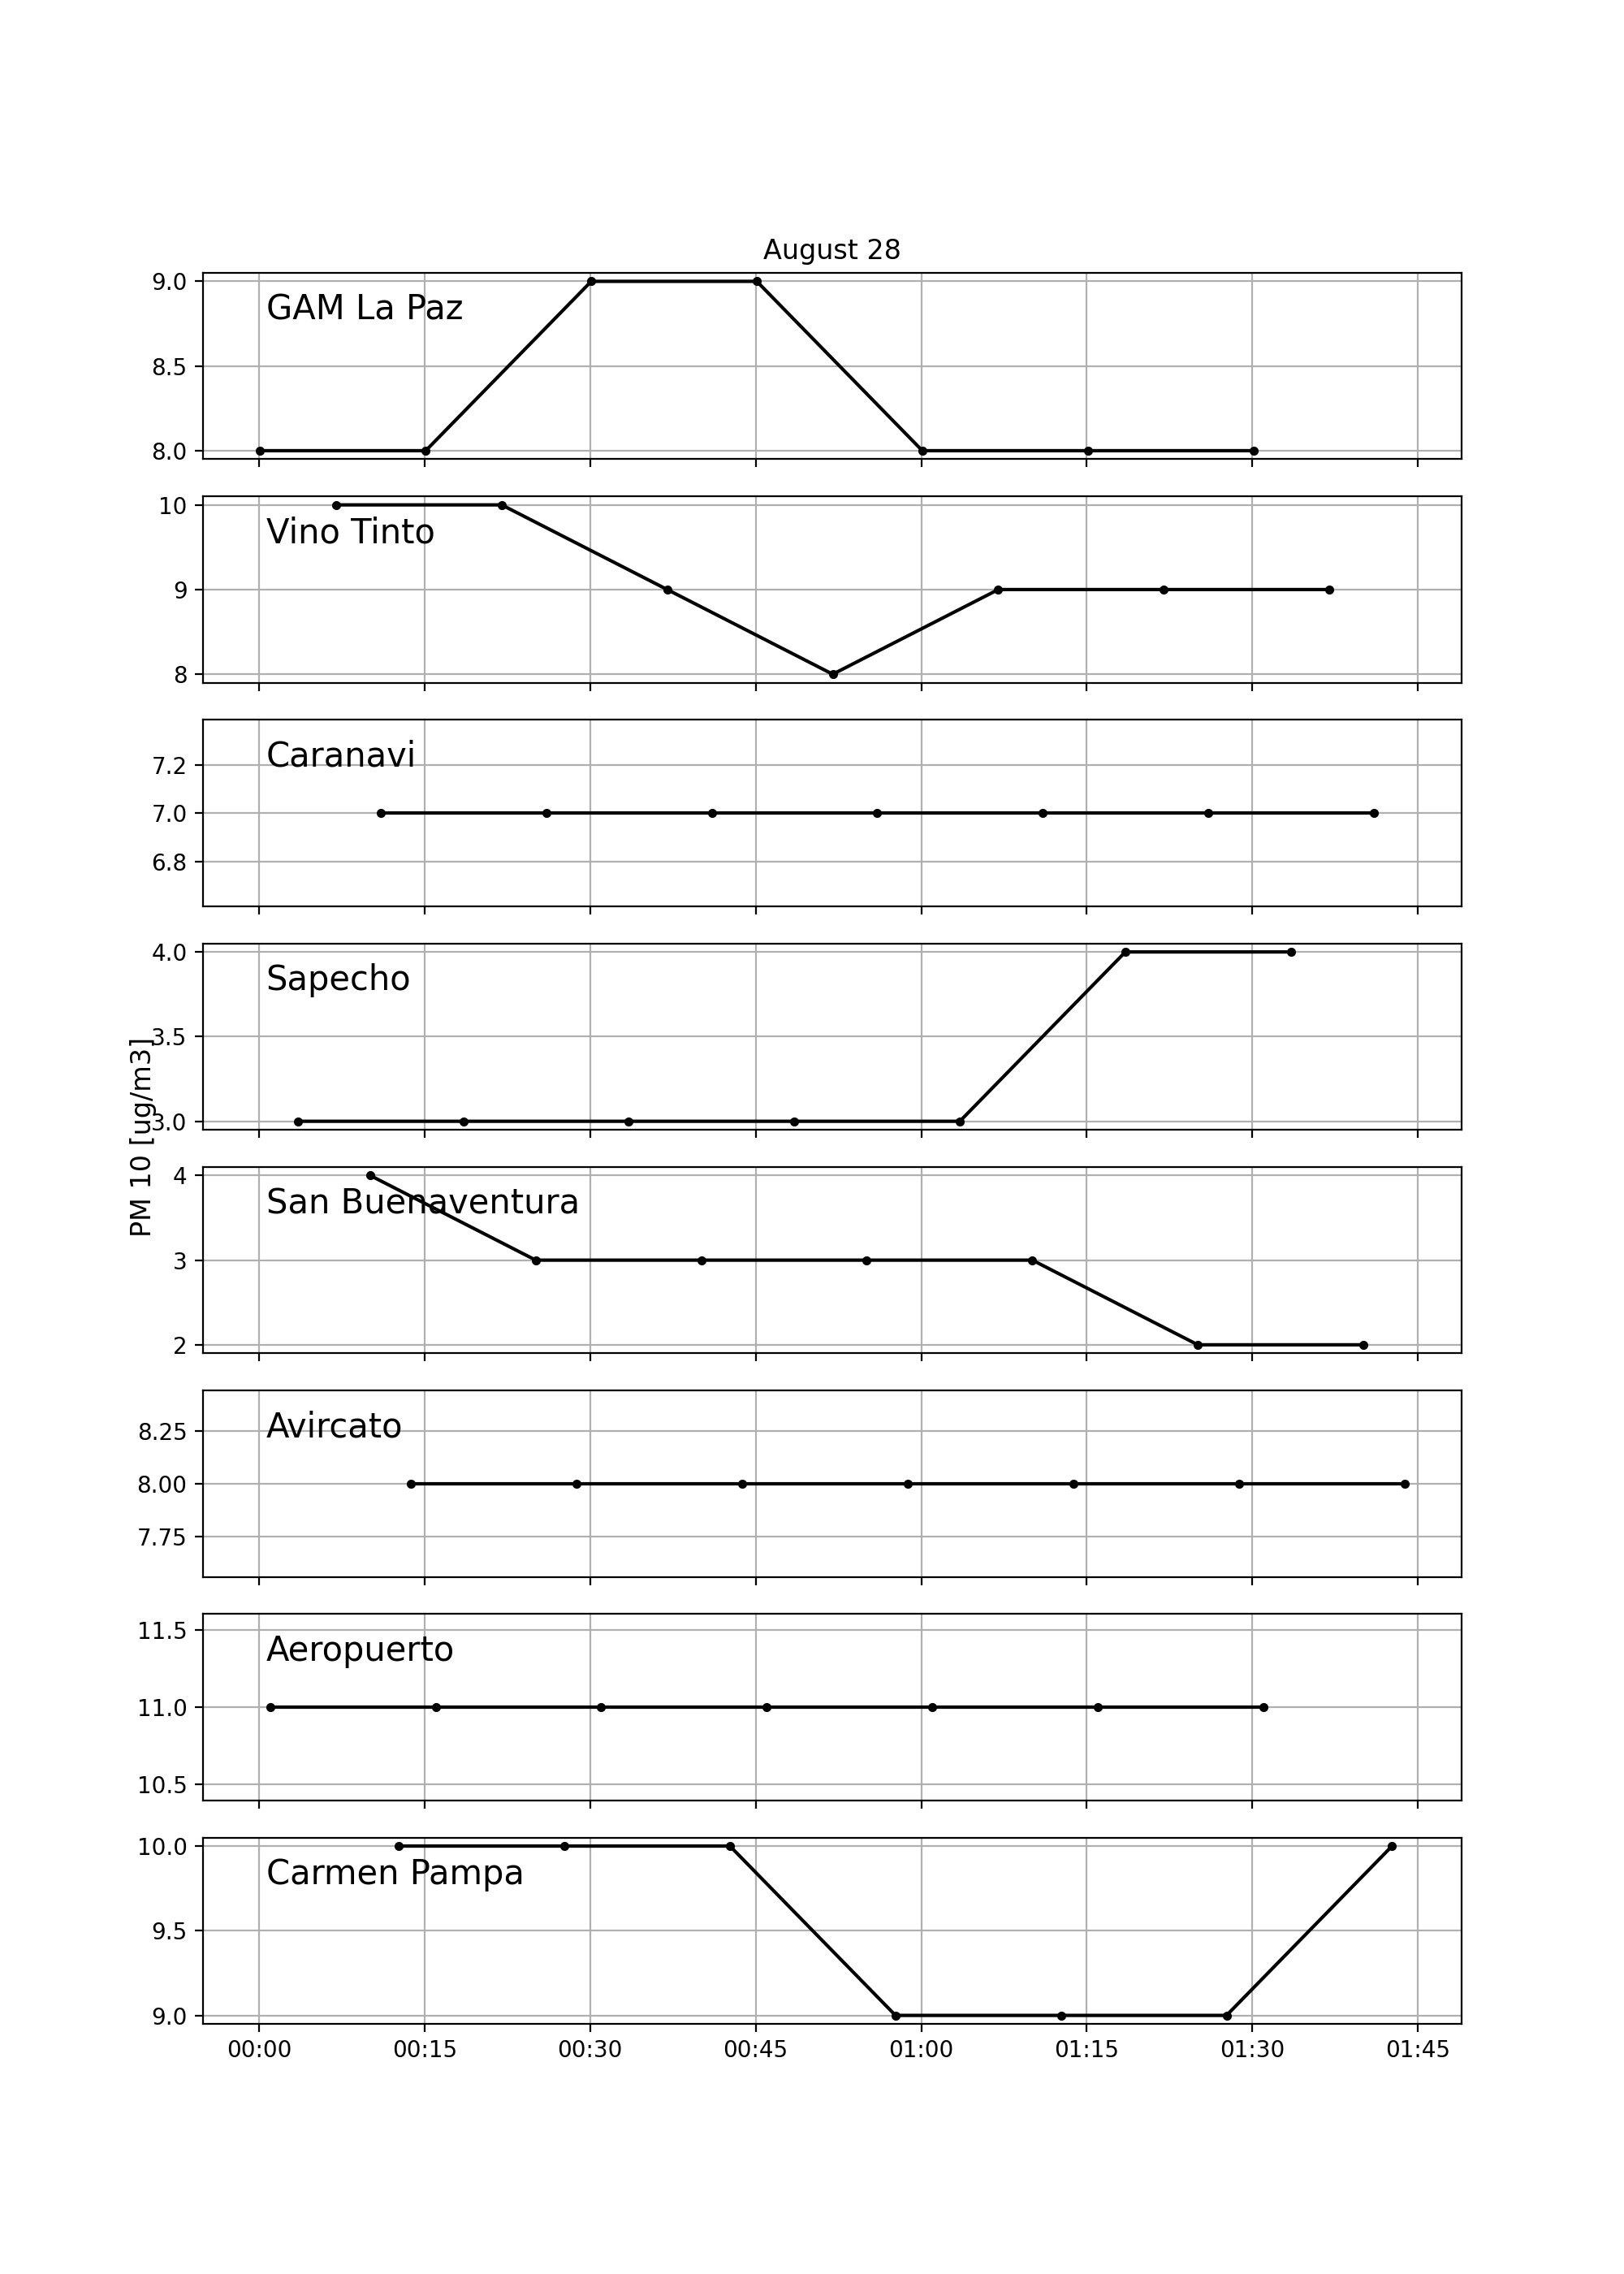 August 28
9.0
GAM La Paz
8.5
8.0
10
Vino Tinto
9
8
Caranavi
7.2
7.0
6.8
4.0
Sapecho
3.5
3.0
PM 10 [ug/m3]
4
San Buenaventura
3
2
Avircato
8.25
8.00
7.75
11.5
Aeropuerto
11.0
10.5
10.0
Carmen Pampa
9.5
9.0
00:00 00:15 00:30 00:45 01:00 01:15 01:30 01:45